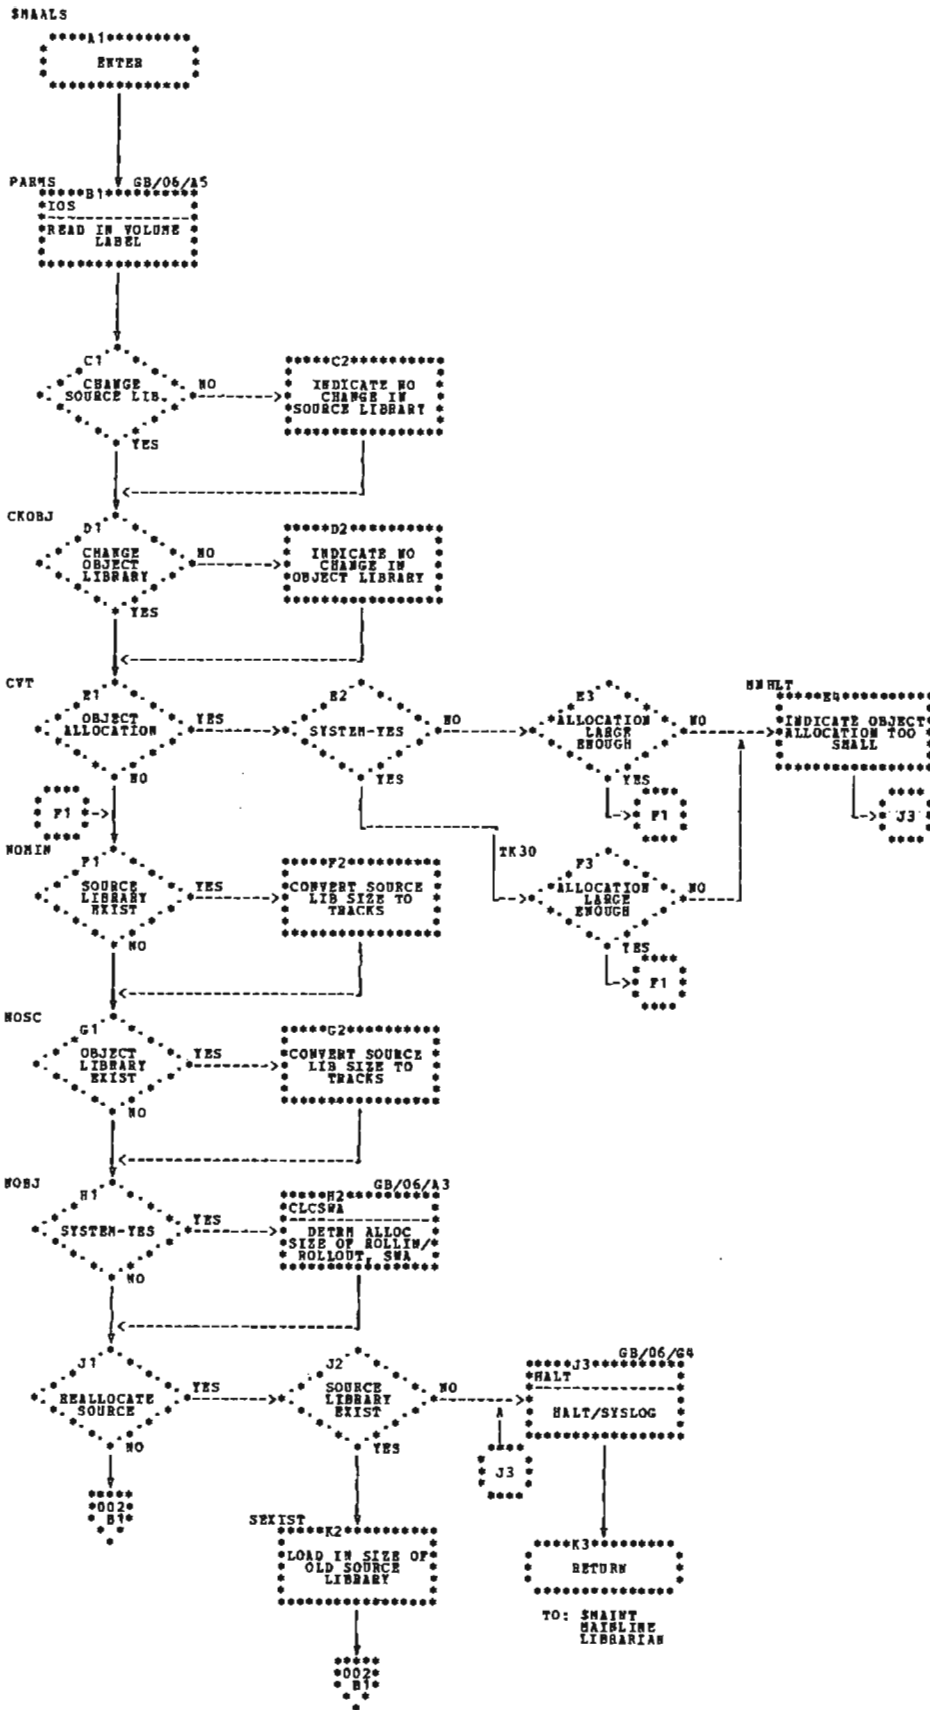 $MAALS
A1
ENTER
PARMS
B1
GB/06/A5
IOS
READ IN VOLUME
LABEL
C1
CHANGE
SOURCE LIB
NO
YES
C2
INDICATE NO
CHANGE IN
SOURCE LIBRARY
CKOBJ
D1
CHANGE
OBJECT
LIBRARY
NO
YES
D2
INDICATE NO
CHANGE IN
OBJECT LIBRARY
CVT
E1
OBJECT
ALLOCATION
YES
NO
E2
SYSTEM-YES
NO
YES
E3
ALLOCATION
LARGE
ENOUGH
NO
YES
F1
MNHLT
E4
INDICATE OBJECT
ALLOCATION TOO
SMALL
J3
F1
NOMIN
F1
SOURCE
LIBRARY
EXIST
YES
NO
F2
CONVERT SOURCE
LIB SIZE TO
TRACKS
TK30
F3
ALLOCATION
LARGE
ENOUGH
NO
YES
F1
NOSC
G1
OBJECT
LIBRARY
EXIST
YES
NO
G2
CONVERT SOURCE
LIB SIZE TO
TRACKS
NOBJ
H1
SYSTEM-YES
YES
NO
H2
GB/06/A3
CLCSWA
DETRM ALLOC
SIZE OF ROLLIN/
ROLLOUT, SWA
J1
REALLOCATE
SOURCE
YES
NO
002
B1
J2
SOURCE
LIBRARY
EXIST
NO
YES
GB/06/G4
J3
HALT
HALT/SYSLOG
J3
SEXIST
K2
LOAD IN SIZE OF
OLD SOURCE
LIBRARY
002
B1
K3
RETURN
TO: $MAINT
MAINLINE
LIBRARIAN